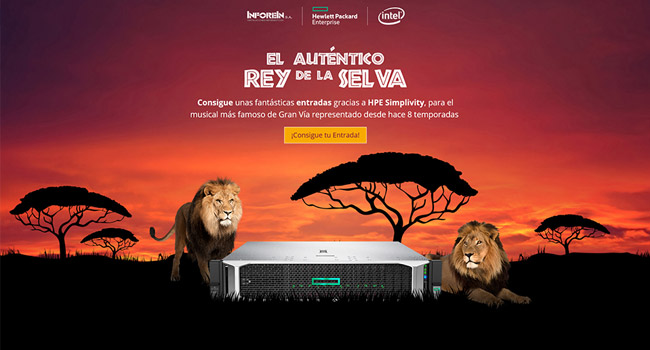 INFOREIN S.A.
Hewlett Packard
Enterprise
intel
EL AUTÉNTICO
REY DE LA SELVA
Consigue unas fantásticas entradas gracias a HPE Simplivity, para el
musical más famoso de Gran Vía representado desde hace 8 temporadas
¡Consigue tu Entrada!